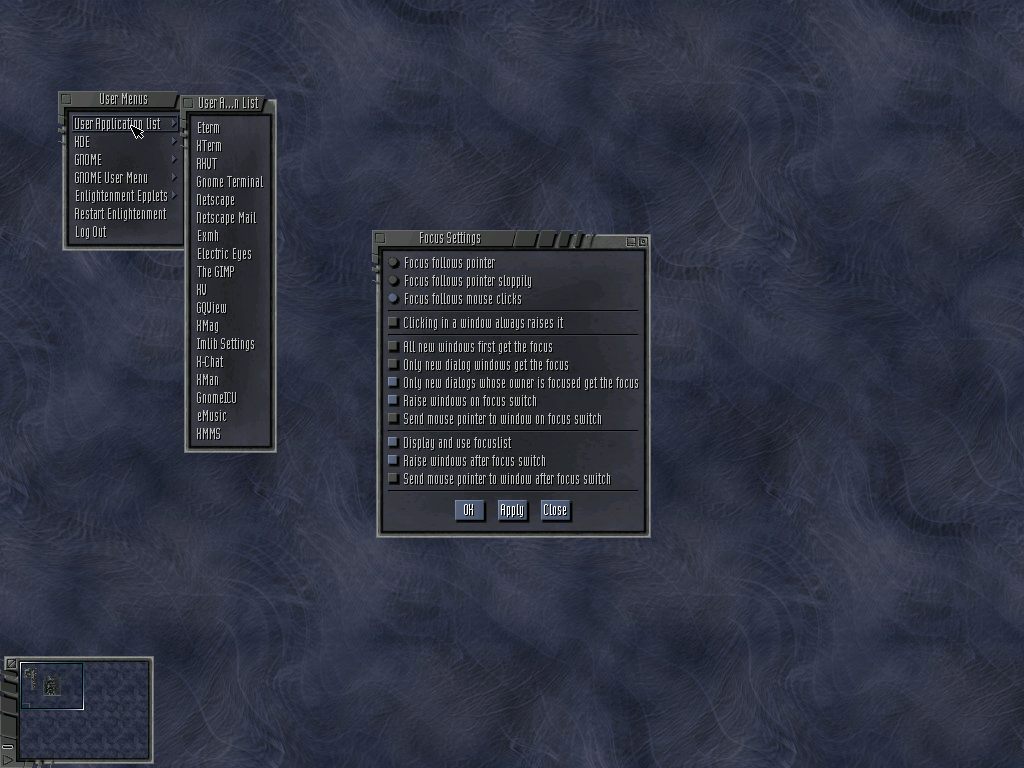 User Menus
User Application list
KDE
GNOME
GNOME User Menu
Enlightenment Epplets
Restart Enlightenment
Log Out
User A...n List
Eterm
XTerm
RXVT
Gnome Terminal
Netscape
Netscape Mail
Exmh
Electric Eyes
The GIMP
XV
GQView
XMag
Imlib Settings
X-Chat
XMan
GnomeICU
eMusic
XMMS
Focus Settings
Focus follows pointer
Focus follows pointer sloppily
Focus follows mouse clicks
Clicking in a window always raises it
All new windows first get the focus
Only new dialog windows get the focus
Only new dialogs whose owner is focused get the focus
Raise windows on focus switch
Send mouse pointer to window on focus switch
Display and use focuslist
Raise windows after focus switch
Send mouse pointer to window after focus switch
OK
Apply
Close